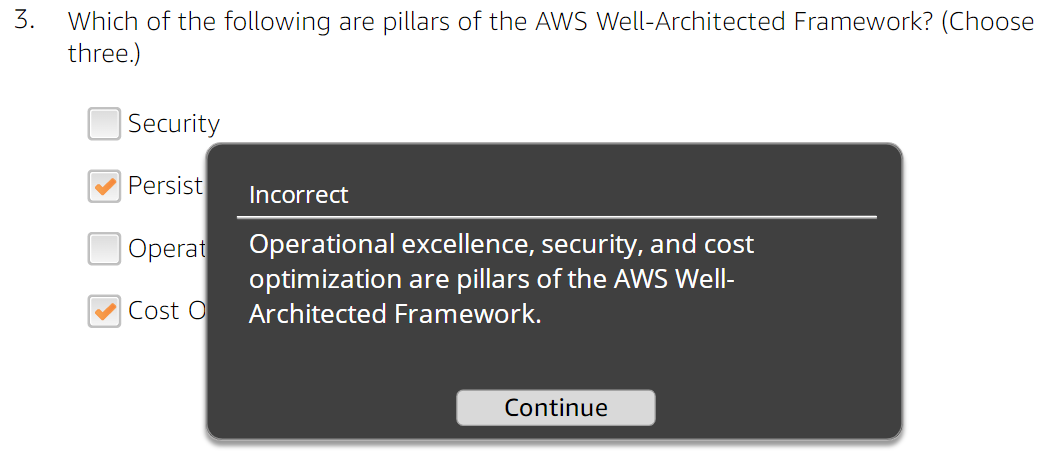 3. Which of the following are pillars of the AWS Well-Architected Framework? (Choose
three.)
Security
Persist
Operat
Cost O
Incorrect
Operational excellence, security, and cost
optimization are pillars of the AWS Well-
Architected Framework.
Continue